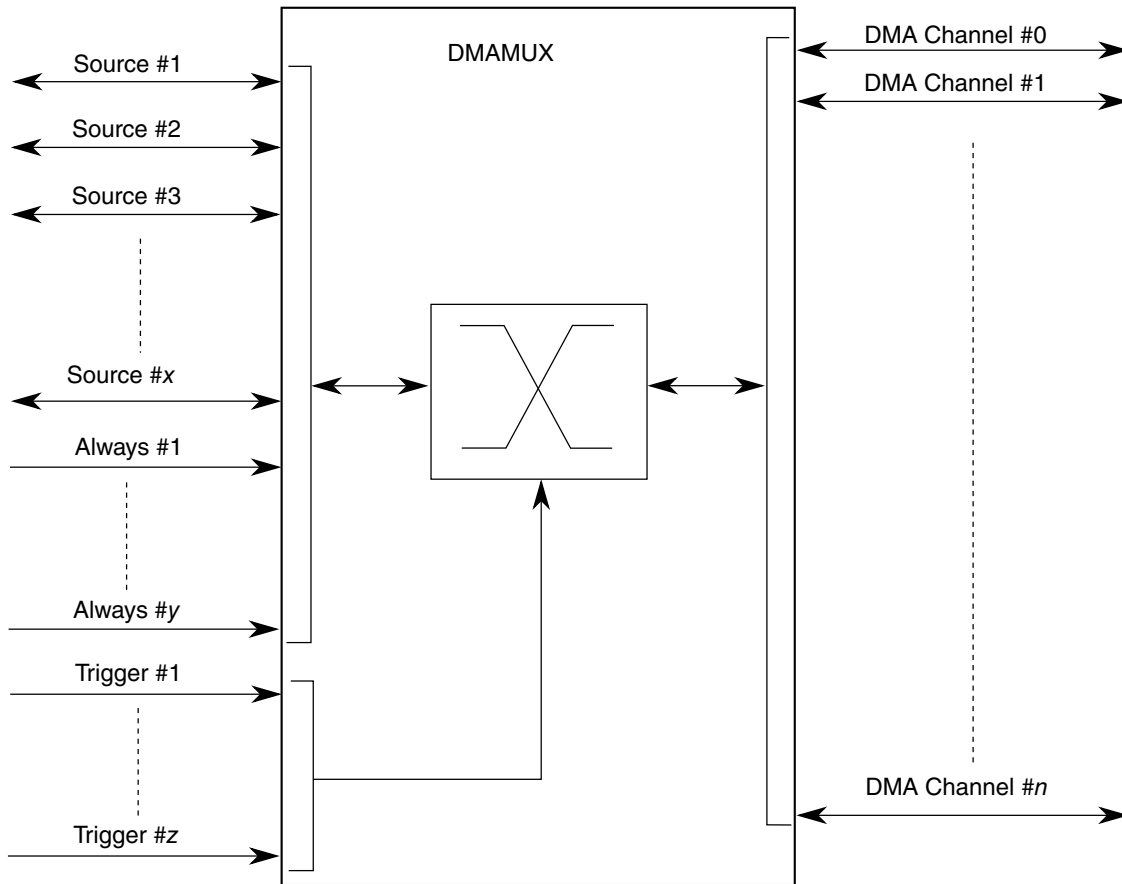 DMAMUX
Source #1
Source #2
Source #3
Source #x
Always #1
Always #y
Trigger #1
Trigger #z
DMA Channel #0
DMA Channel #1
DMA Channel #n